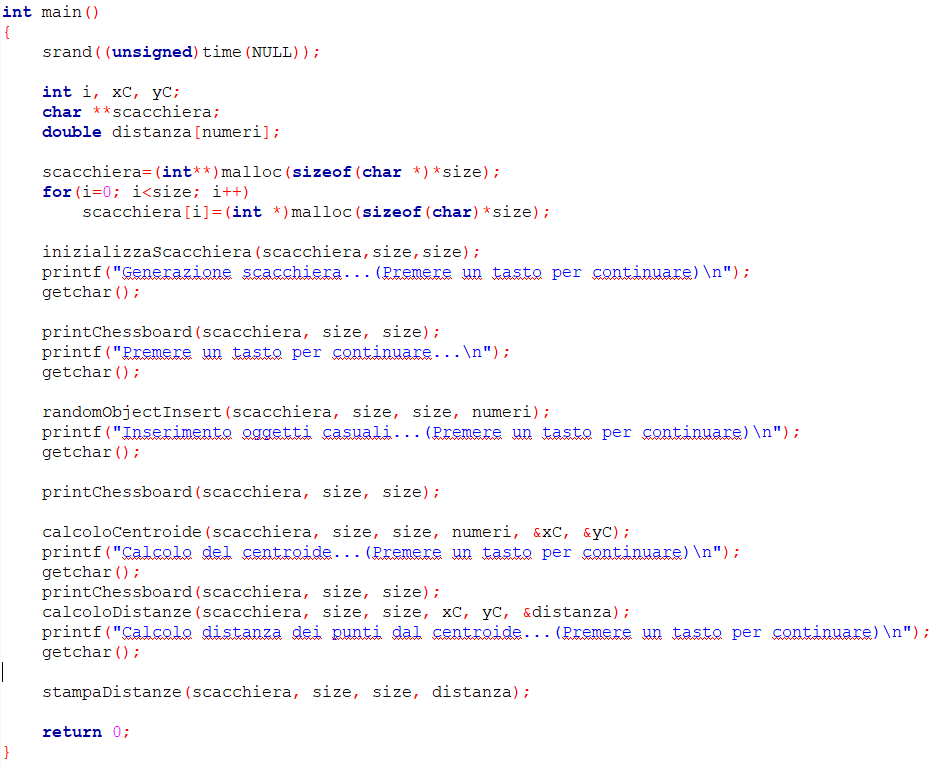 int main()
{
    srand((unsigned)time(NULL));

    int i, xC, yC;
    char **scacchiera;
    double distanza[numeri];

    scacchiera=(int**)malloc(sizeof(char *)*size);
    for(i=0; i<size; i++)
        scacchiera[i]=(int *)malloc(sizeof(char)*size);

    inizializzaScacchiera(scacchiera,size,size);
    printf("Generazione scacchiera...(Premere un tasto per continuare)\n");
    getchar();

    printChessboard(scacchiera, size, size);
    printf("Premere un tasto per continuare...\n");
    getchar();

    randomObjectInsert(scacchiera, size, size, numeri);
    printf("Inserimento oggetti casuali...(Premere un tasto per continuare)\n");
    getchar();

    printChessboard(scacchiera, size, size);

    calcoloCentroide(scacchiera, size, size, numeri, &xC, &yC);
    printf("Calcolo del centroide...(Premere un tasto per continuare)\n");
    getchar();
    printChessboard(scacchiera, size, size);
    calcoloDistanze(scacchiera, size, size, xC, yC, &distanza);
    printf("Calcolo distanza dei punti dal centroide...(Premere un tasto per continuare)\n");
    getchar();

    stampaDistanze(scacchiera, size, size, distanza);

    return 0;
}